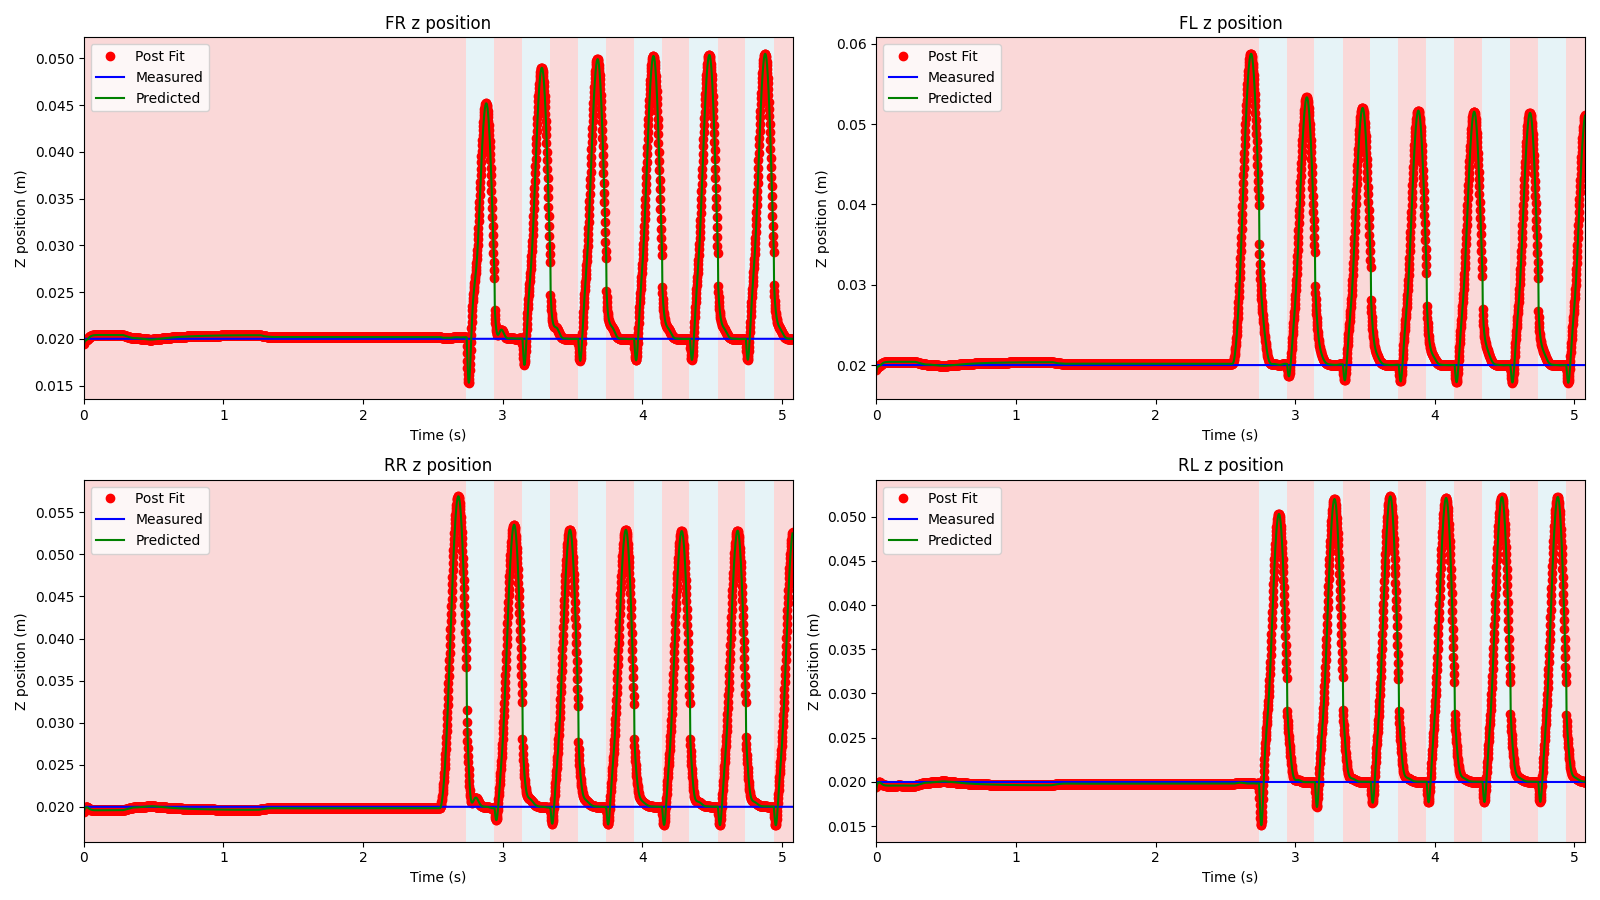 FR z position
Post Fit
Measured
Predicted
0.050
0.045
0.040
0.035
0.030
0.025
0.020
0.015
Z position (m)
0 1 2 3 4 5
Time (s)
FL z position
Post Fit
Measured
Predicted
0.06
0.05
0.04
0.03
0.02
Z position (m)
0 1 2 3 4 5
Time (s)
RR z position
Post Fit
Measured
Predicted
0.055
0.050
0.045
0.040
0.035
0.030
0.025
0.020
Z position (m)
0 1 2 3 4 5
Time (s)
RL z position
Post Fit
Measured
Predicted
0.050
0.045
0.040
0.035
0.030
0.025
0.020
0.015
Z position (m)
0 1 2 3 4 5
Time (s)